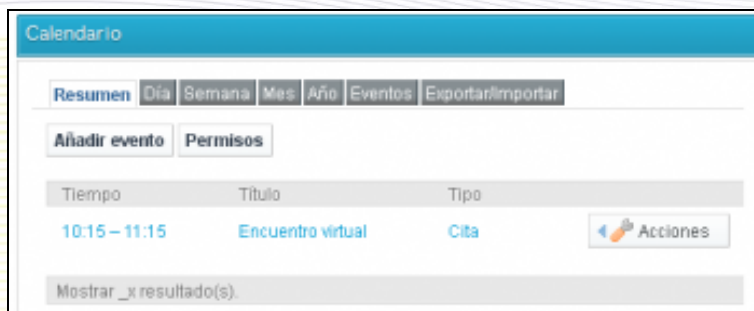 Calendario
Resumen Día Semana Mes Año Eventos Exportar/Importar
Añadir evento Permisos
Tiempo Título Tipo
10:15 – 11:15 Encuentro virtual Cita Acciones
Mostrar _x resultado(s).